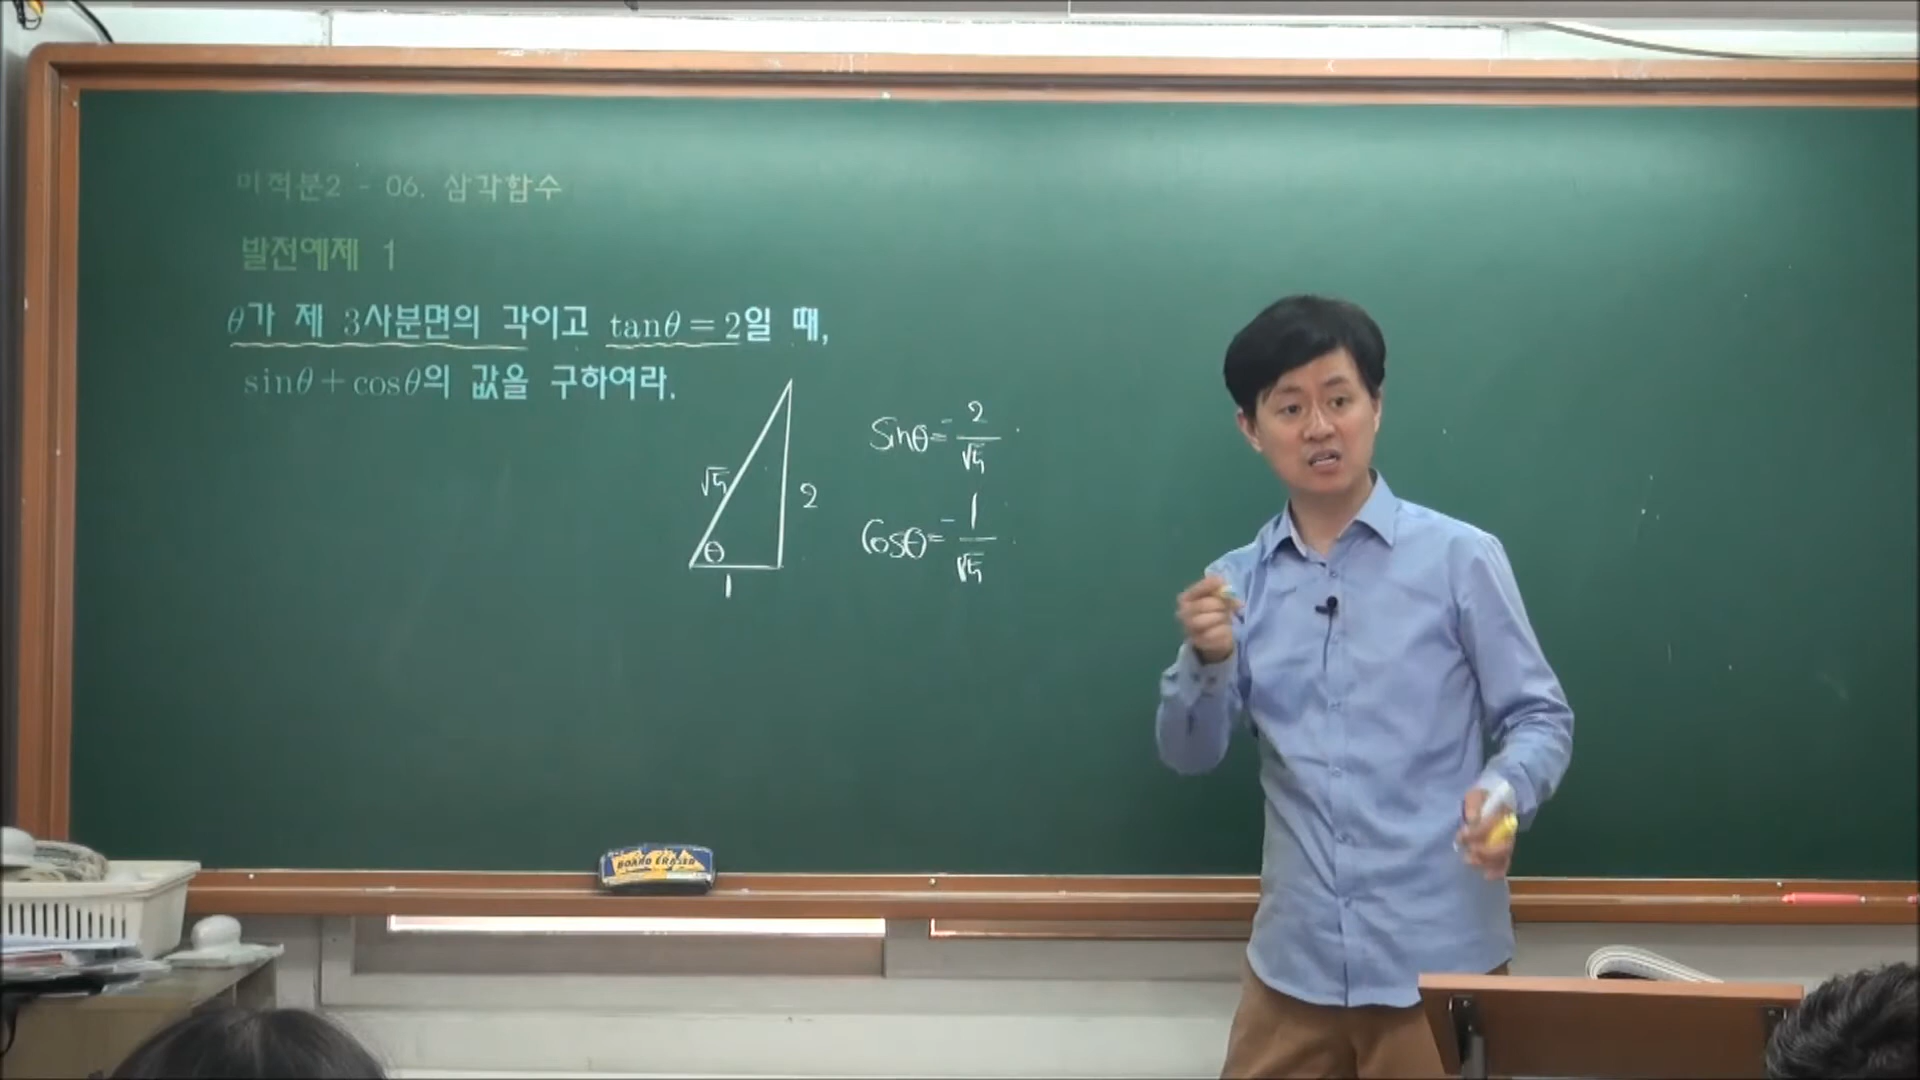 미적분2 - 06. 삼각함수
발전예제 1
θ가 제 3사분면의 각이고 tanθ=2일 때,
sinθ+cosθ의 값을 구하여라.
√5
θ
1
2
sinθ=-2/√5
cosθ=-1/√5
BOARD ERASER